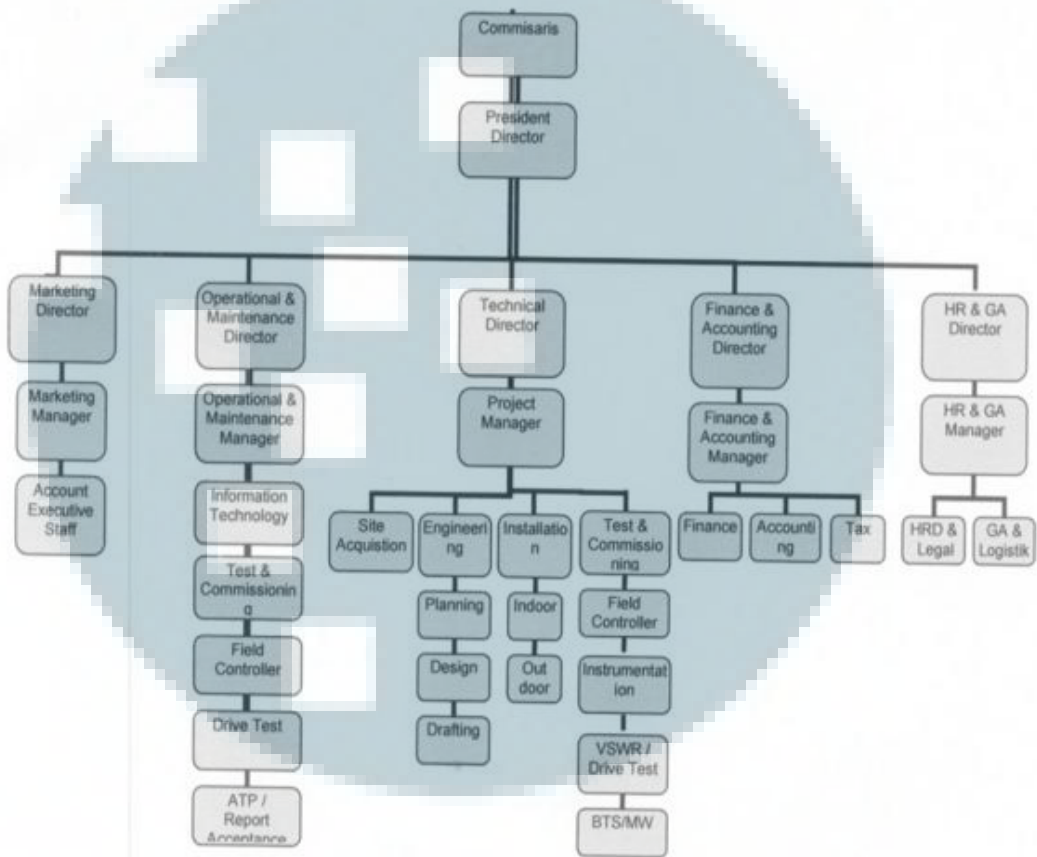 Commisaris
President
Director
Marketing
Director
Operational &
Maintenance
Director
Technical
Director
Finance &
Accounting
Director
HR & GA
Director
Marketing
Manager
Operational &
Maintenance
Manager
Project
Manager
Finance &
Accounting
Manager
HR & GA
Manager
Account
Executive
Staff
Information
Technology
Site
Acquistion
Engineeri
ng
Installatio
n
Test &
Commissio
ning
Finance
Accounti
ng
Tax
HRD &
Legal
GA &
Logistik
Test &
Commissionin
g
Planning
Indoor
Field
Controller
Field
Controller
Design
Out
door
Instrumentat
ion
Drive Test
Drafting
VSWR /
Drive Test
ATP /
Report
Acceptance
BTS/MW